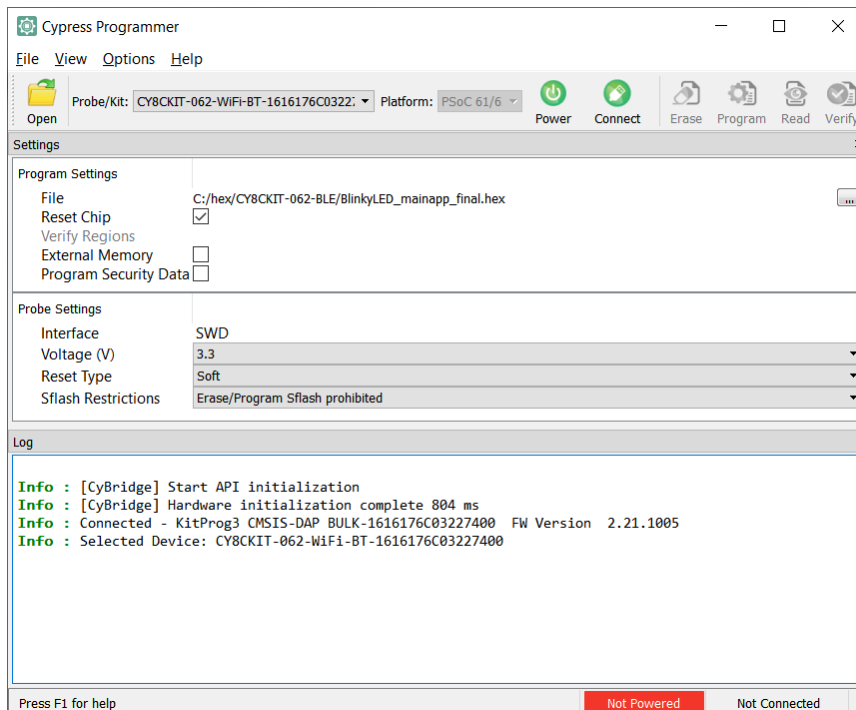 Cypress Programmer
File View Options Help
Open Probe/Kit: CY8CKIT-062-WiFi-BT-1616176C0322: Platform: PSoC 61/6 Power Connect Erase Program Read Verify
Settings
Program Settings
File C:/hex/CY8CKIT-062-BLE/BlinkyLED_mainapp_final.hex ...
Reset Chip
Verify Regions
External Memory
Program Security Data
Probe Settings
Interface SWD
Voltage (V) 3.3
Reset Type Soft
Sflash Restrictions Erase/Program Sflash prohibited
Log
Info : [CyBridge] Start API initialization
Info : [CyBridge] Hardware initialization complete 804 ms
Info : Connected - KitProg3 CMSIS-DAP BULK-1616176C03227400 FW Version 2.21.1005
Info : Selected Device: CY8CKIT-062-WiFi-BT-1616176C03227400
Press F1 for help Not Powered Not Connected